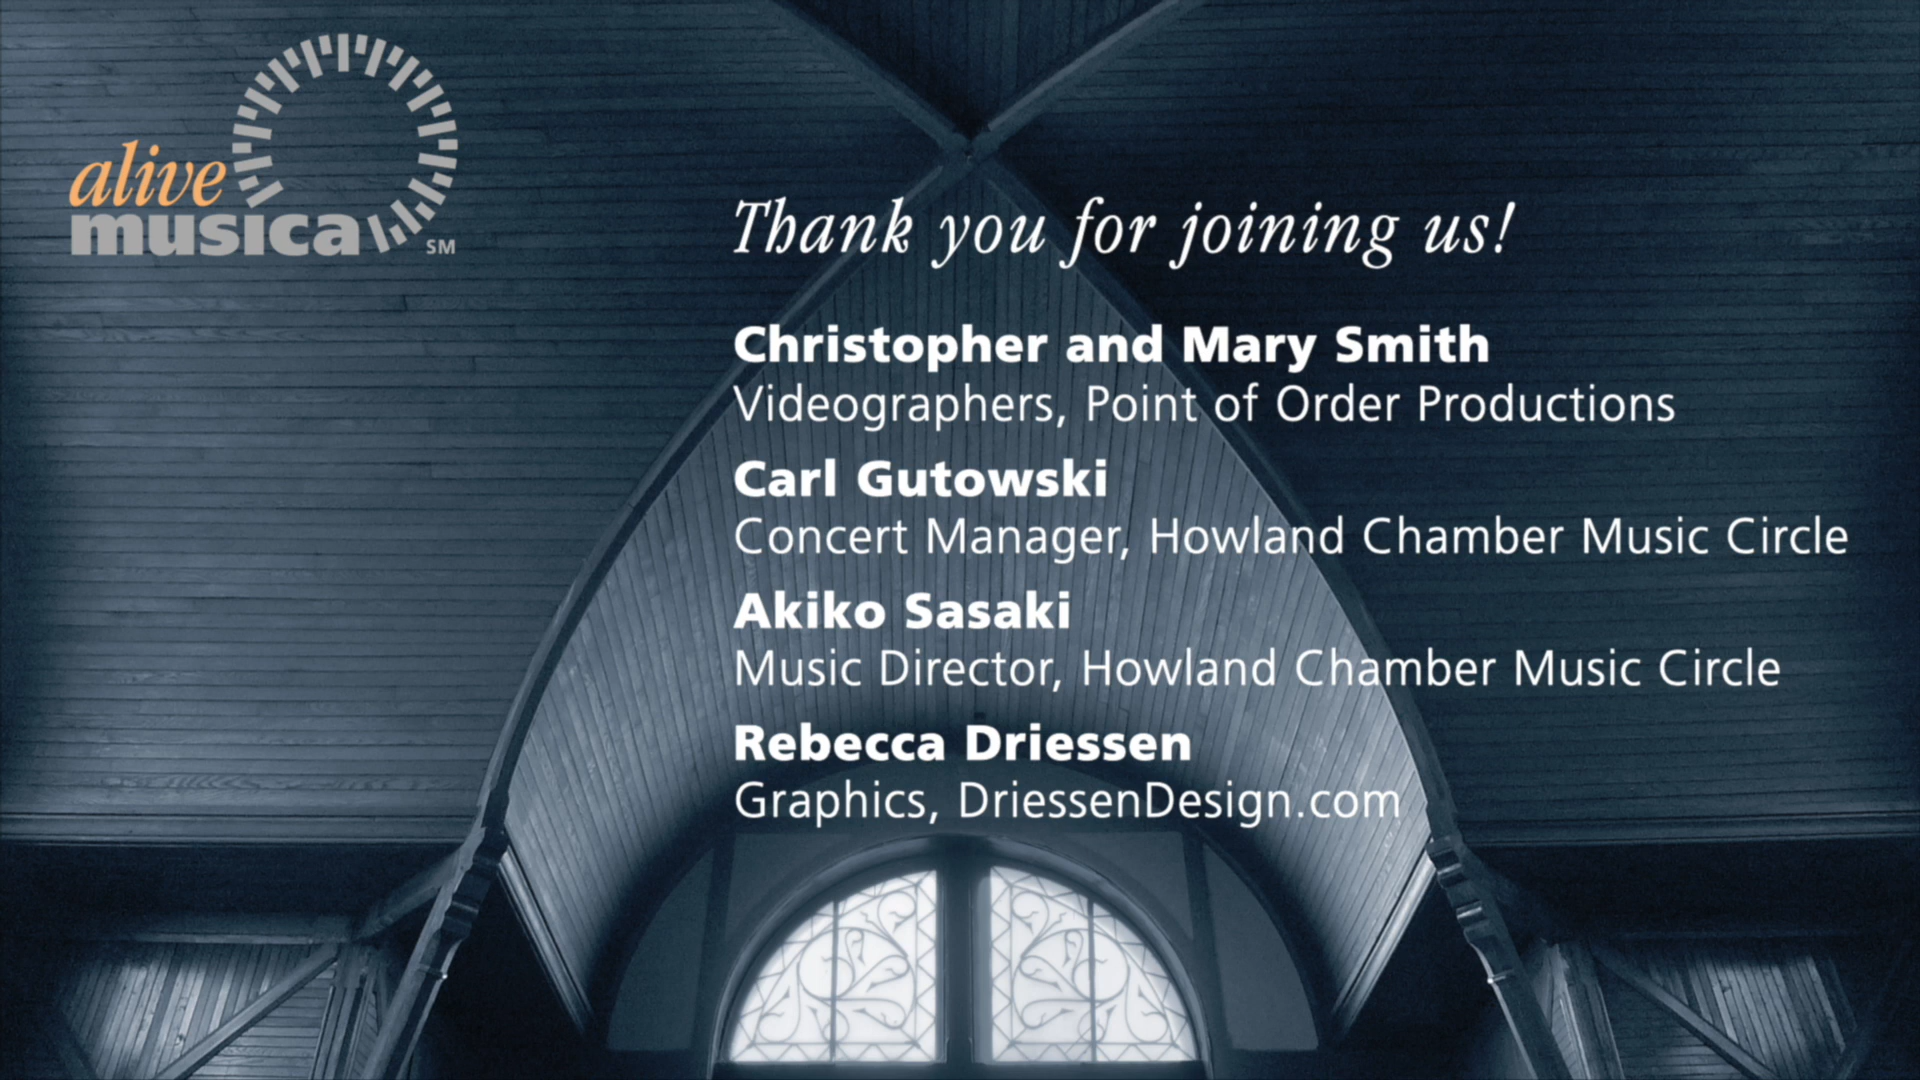 alive
musica SM
Thank you for joining us!
Christopher and Mary Smith
Videographers, Point of Order Productions
Carl Gutowski
Concert Manager, Howland Chamber Music Circle
Akiko Sasaki
Music Director, Howland Chamber Music Circle
Rebecca Driessen
Graphics, DriessenDesign.com